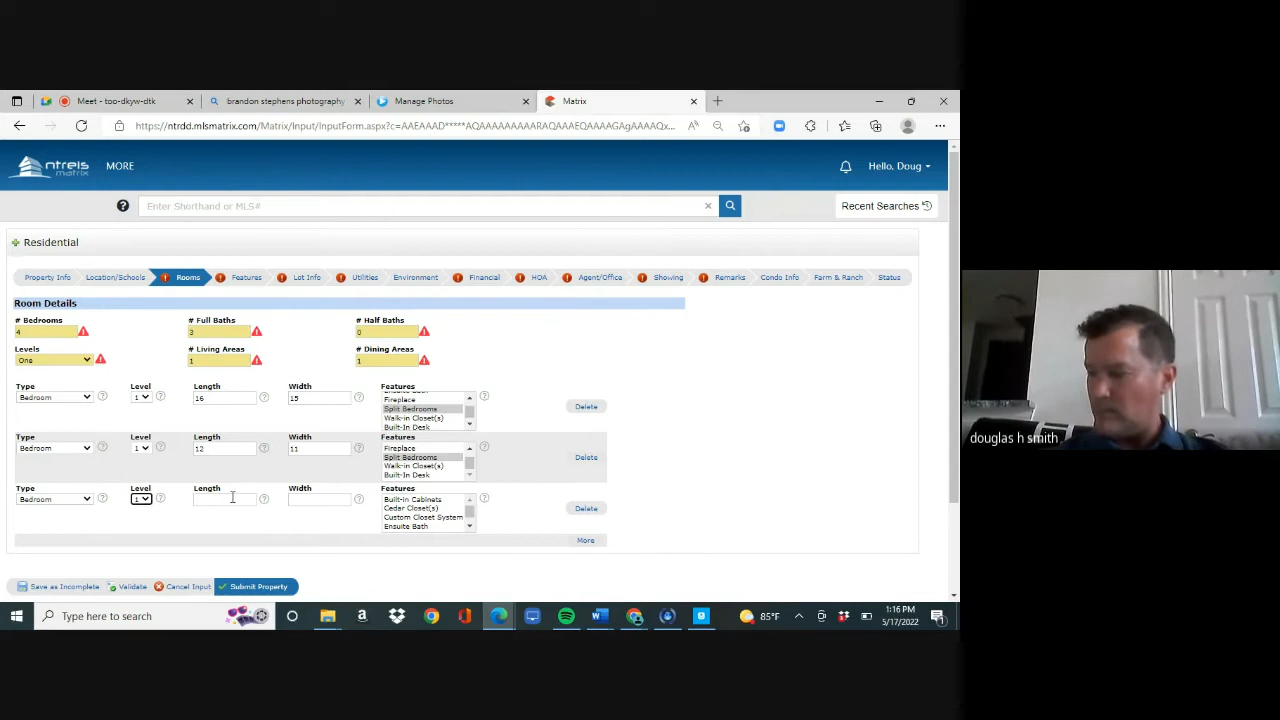 Meet - too-dkyw-dtk
brandon stephens photography
Manage Photos
Matrix
https://ntrdd.mlsmatrix.com/Matrix/Input/InputForm.aspx?c=AAEAAAD*****AQAAAAAAAAARAQAAAEQAAAAGAgAAAAQx...
ntreis matrix
MORE
Hello, Doug
Enter Shorthand or MLS#
Recent Searches
Residential
Property Info
Location/Schools
Rooms
Features
Lot Info
Utilities
Environment
Financial
HOA
Agent/Office
Showing
Remarks
Condo Info
Farm & Ranch
Status
Room Details
# Bedrooms # Full Baths # Half Baths
4 3 0
Levels # Living Areas # Dining Areas
One 1 1
Type Level Length Width Features
Bedroom 1 16 15
Fireplace
Split Bedrooms
Walk-in Closet(s)
Built-In Desk
Delete
Type Level Length Width Features
Bedroom 1 12 11
Fireplace
Split Bedrooms
Walk-in Closet(s)
Built-In Desk
Delete
Type Level Length Width Features
Bedroom 1
Built-in Cabinets
Cedar Closet(s)
Custom Closet System
Ensuite Bath
Delete
More
Save as Incomplete
Validate
Cancel Input
Submit Property
douglas h smith
Type here to search
85°F
1:16 PM
5/17/2022